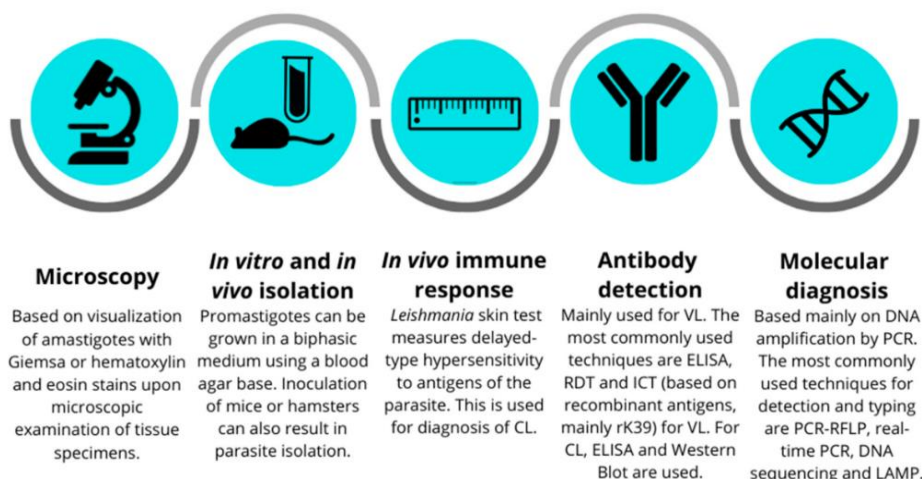 Microscopy
Based on visualization
of amastigotes with
Giemsa or hematoxylin
and eosin stains upon
microscopic
examination of tissue
specimens.
In vitro and in
vivo isolation
Promastigotes can be
grown in a biphasic
medium using a blood
agar base. Inoculation
of mice or hamsters
can also result in
parasite isolation.
In vivo immune
response
Leishmania skin test
measures delayed-
type hypersensitivity
to antigens of the
parasite. This is used
for diagnosis of CL.
Antibody
detection
Mainly used for VL. The
most commonly used
techniques are ELISA,
RDT and ICT (based on
recombinant antigens,
mainly rK39) for VL. For
CL, ELISA and Western
Blot are used.
Molecular
diagnosis
Based mainly on DNA
amplification by PCR.
The most commonly
used techniques for
detection and typing
are PCR-RFLP, real-
time PCR, DNA
sequencing and LAMP.